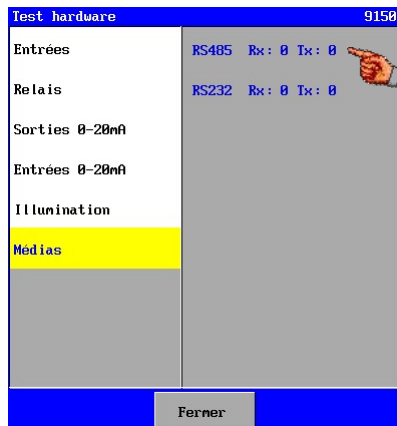 Test hardware 9150
Entrées
Relais
Sorties 0-20mA
Entrées 0-20mA
Illumination
Médias
RS485 Rx: 0 Tx: 0
RS232 Rx: 0 Tx: 0
Fermer